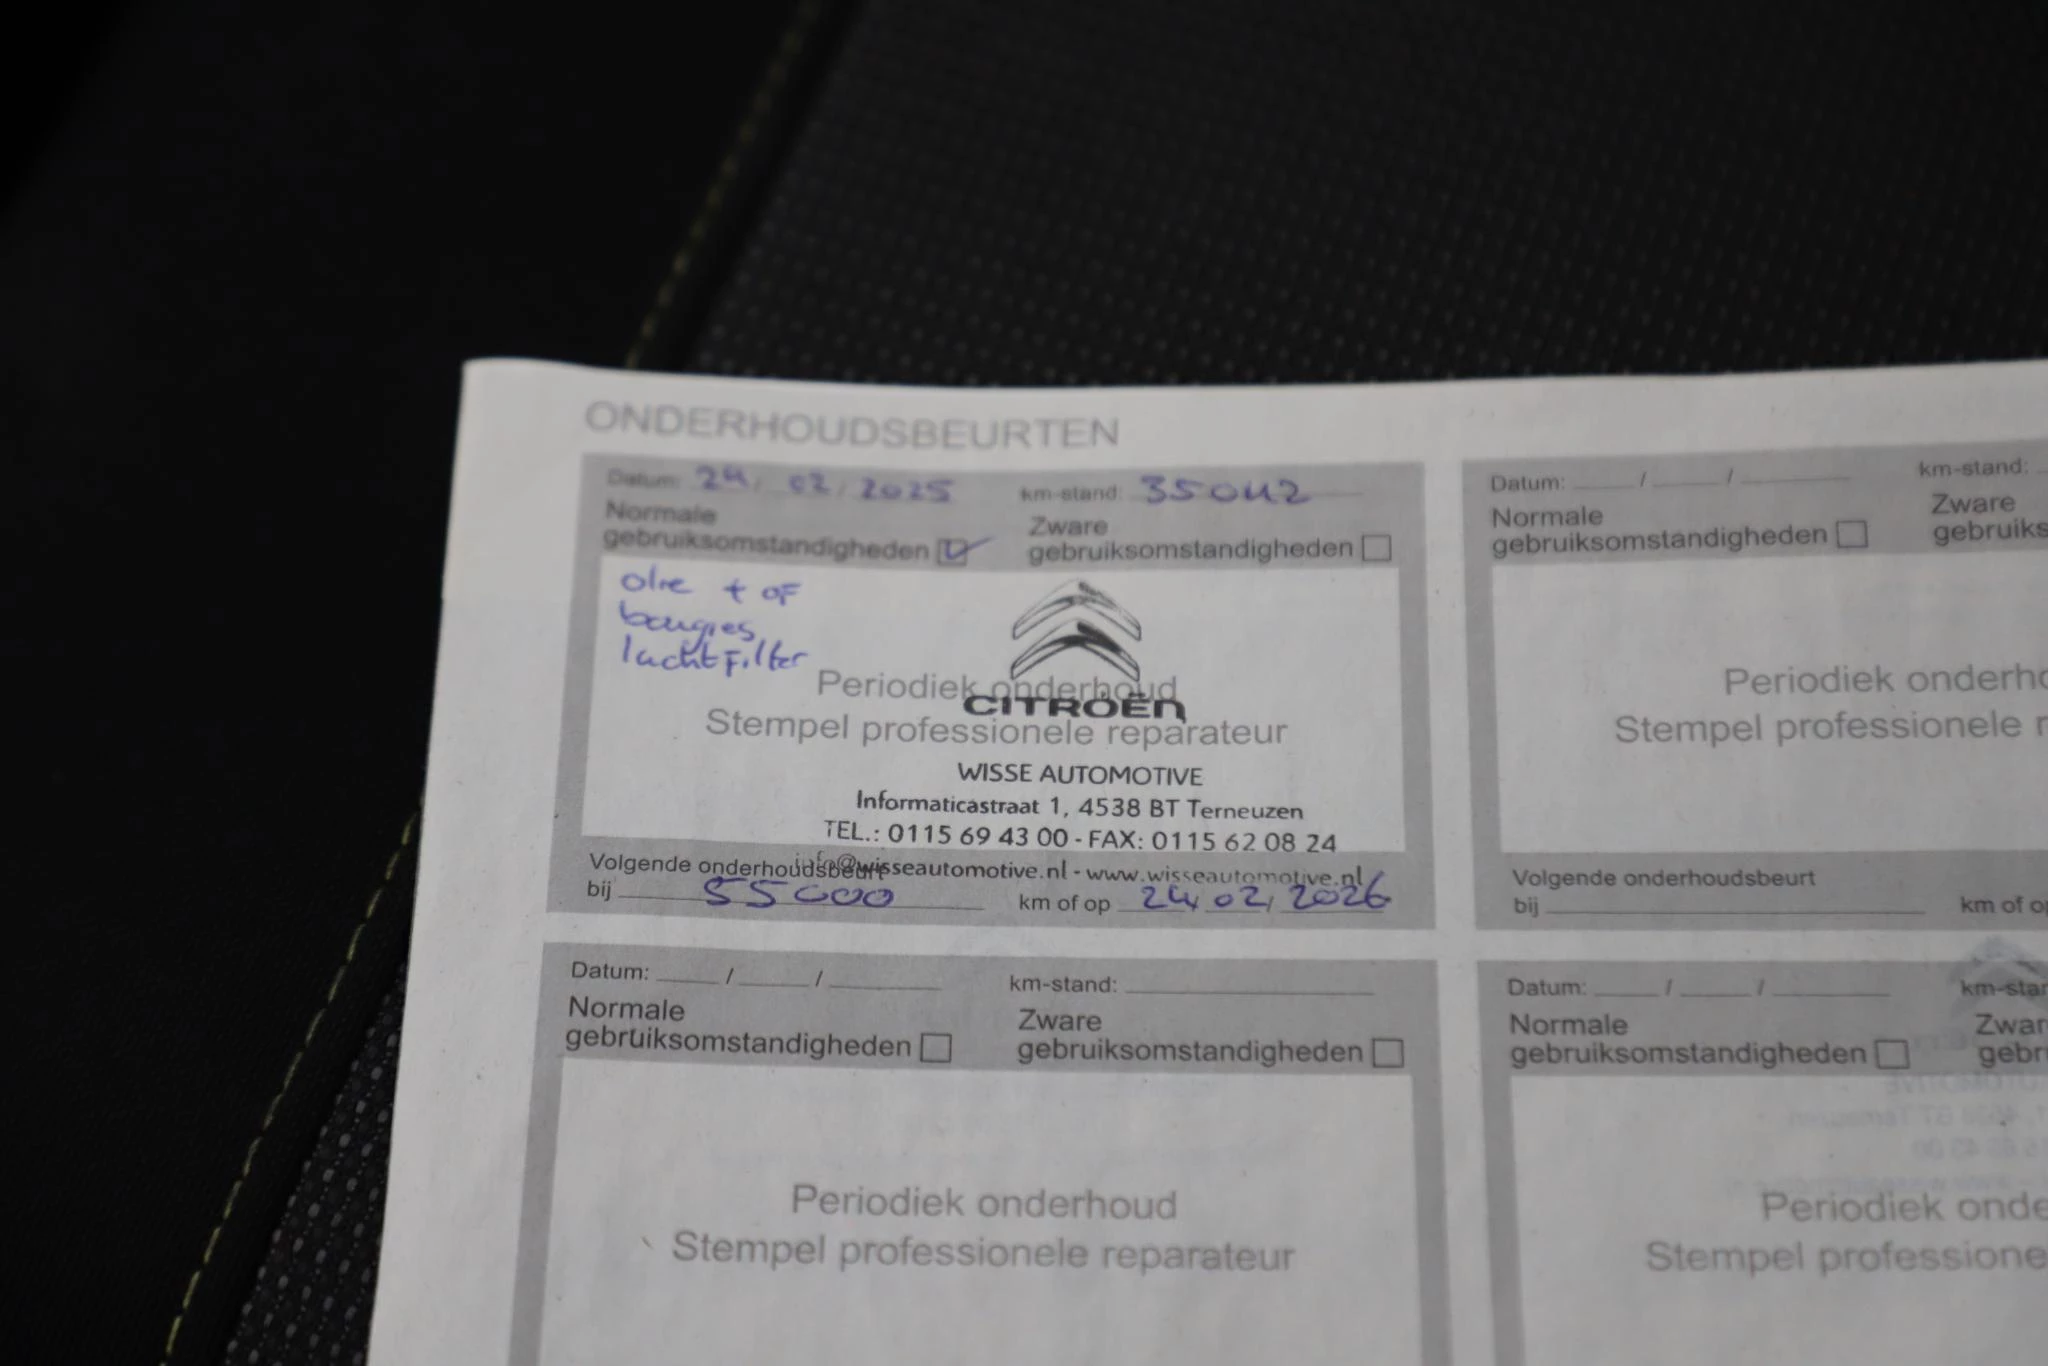 ONDERHOUDSBEURTEN
Datum: 24 / 02 / 2025 km-stand: 35042
Normale gebruiksomstandigheden
Zware gebruiksomstandigheden
olie + oF
bougies
luchtFilter
Periodiek onderhoud
Stempel professionele reparateur
CITROËN
WISSE AUTOMOTIVE
Informaticastraat 1, 4538 BT Terneuzen
TEL.: 0115 69 43 00 - FAX: 0115 62 08 24
info@wisseautomotive.nl - www.wisseautomotive.nl
Volgende onderhoudsbeurt
bij 55000 km of op 24/02/2026
Datum: / / km-stand:
Normale
gebruiksomstandigheden
Zware
gebruiks
Periodiek onderho
Stempel professionele r
Volgende onderhoudsbeurt
bij km of op
Datum: / / km-stand:
Normale
gebruiksomstandigheden
Zware
gebruiksomstandigheden
Periodiek onderhoud
Stempel professionele reparateur
Datum: / / km-star
Normale
gebruiksomstandigheden
Zwar
gebr
Periodiek onde
Stempel professione